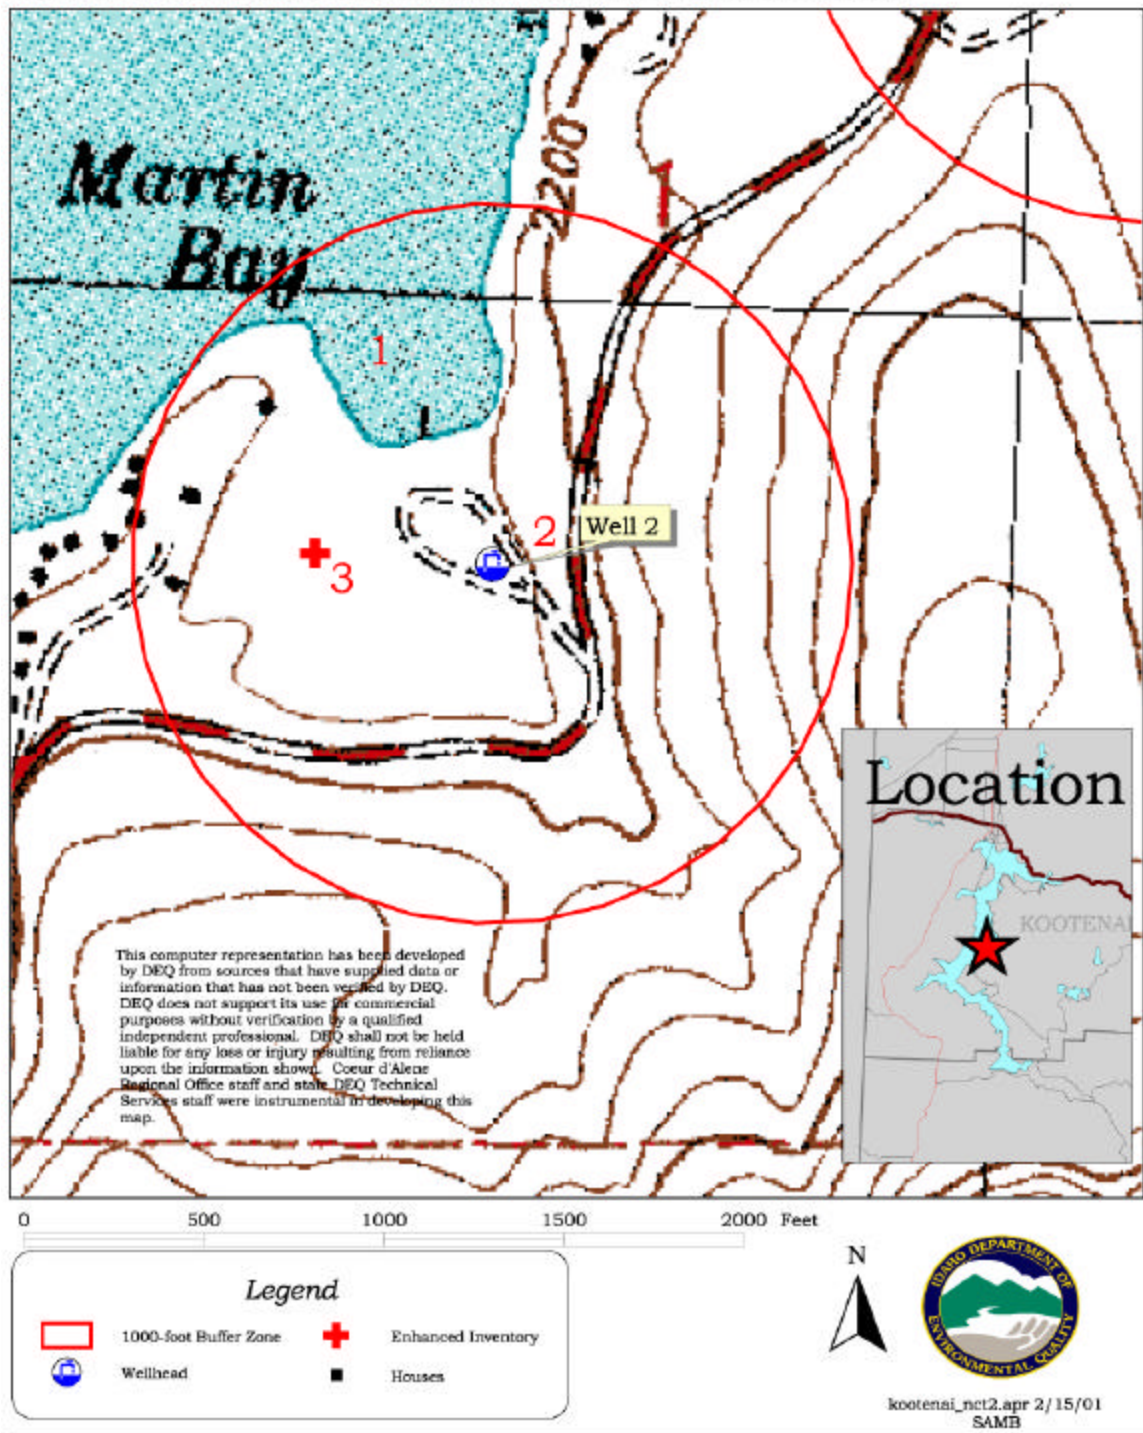 Martin
Bay
2200
1
1
2
Well 2
3
Location
KOOTENAI
This computer representation has been developed
by DEQ from sources that have supplied data or
information that has not been verified by DEQ.
DEQ does not support its use for commercial
purposes without verification by a qualified
independent professional. DEQ shall not be held
liable for any loss or injury resulting from reliance
upon the information shown. Coeur d'Alene
Regional Office staff and state DEQ Technical
Services staff were instrumental in developing this
map.
0 500 1000 1500 2000 Feet
Legend
1000-foot Buffer Zone
Enhanced Inventory
Wellhead
Houses
N
IDAHO DEPARTMENT OF
ENVIRONMENTAL QUALITY
kootenai_nct2.apr 2/15/01
SAMB